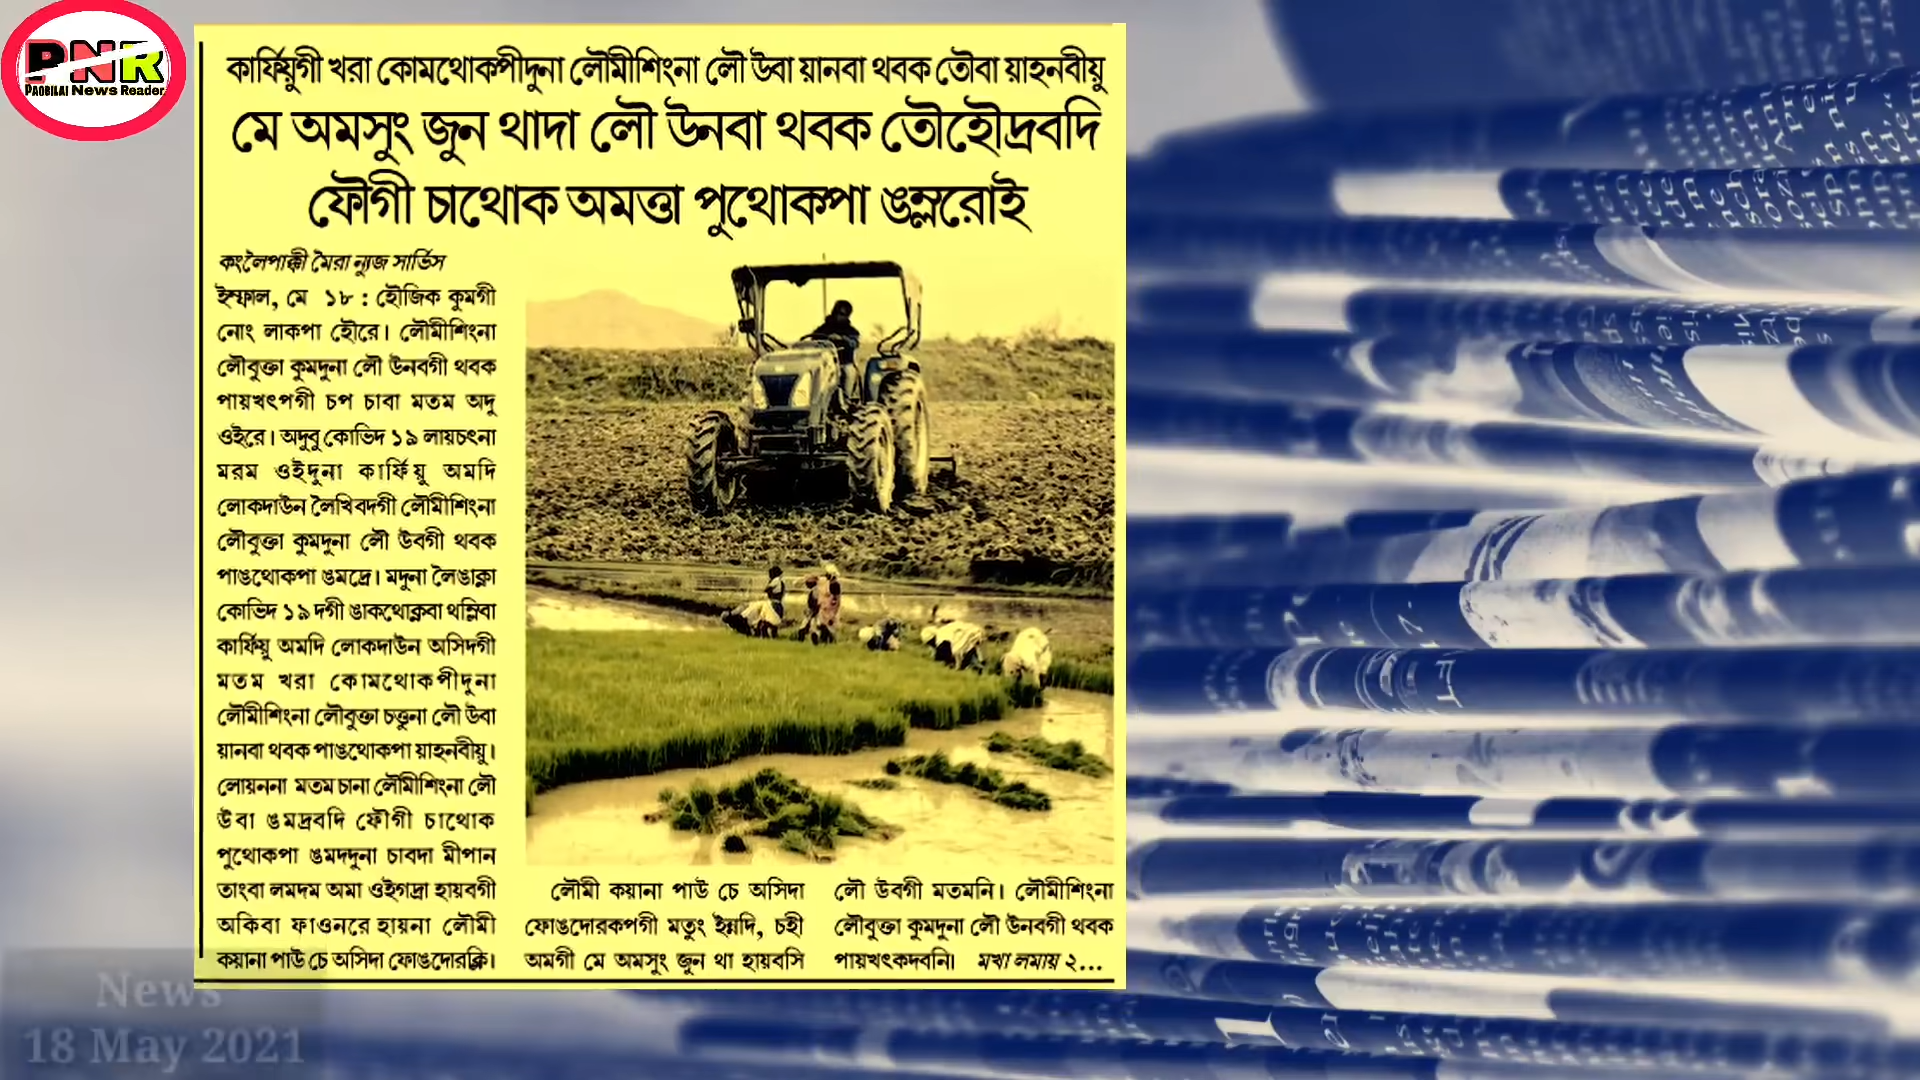 PNR
PAOBILAI News Reader
কার্ফিয়ুগী খরা কোমথোকপীদুনা লৌমীশিংনা লৌ উবা য়ানবা থবক তৌবা য়াহনবীয়ু
মে অমসুং জুন থাদা লৌ উনবা থবক তৌহৌদ্রবদি
ফৌগী চাথোক অমত্তা পুথোকপা ঙম্লরোই
কংলৈপাক্কী মৈরা ন্যুজ সার্ভিস
ইম্ফাল, মে ১৮ : হৌজিক কুমগী
নোং লাকপা হৌরে। লৌমীশিংনা
লৌবুক্তা কুমদুনা লৌ উনবগী থবক
পায়খৎপগী চপ চাবা মতম অদু
ওইরে। অদুবু কোভিদ ১৯ লায়চৎনা
মরম ওইদুনা কার্ফিয়ু অমদি
লোকদাউন লৈখিবদগী লৌমীশিংনা
লৌবুক্তা কুমদুনা লৌ উবগী থবক
পাঙথোকপা ঙমদ্রে। মদুনা লৈঙাক্না
কোভিদ ১৯ দগী ঙাকথোক্নবা থম্লিবা
কার্ফিয়ু অমদি লোকদাউন অসিদগী
মতম খরা কোমথোকপীদুনা
লৌমীশিংনা লৌবুক্তা চত্তুনা লৌ উবা
য়ানবা থবক পাঙথোকপা য়াহনবীয়ু।
লোয়ননা মতম চানা লৌমীশিংনা লৌ
উবা ঙমদ্রবদি ফৌগী চাথোক
পুথোকপা ঙমদদুনা চাবদা মীপান
তাংবা লমদম অমা ওইগদ্রা হায়বগী
অকিবা ফাওনরে হায়না লৌমী
কয়ানা পাউ চে অসিদা ফোঙদোরক্লি।
লৌমী কয়ানা পাউ চে অসিদা
ফোঙদোরকপগী মতুং ইন্নদি, চহী
অমগী মে অমসুং জুন থা হায়বসি
লৌ উবগী মতমনি। লৌমীশিংনা
লৌবুক্তা কুমদুনা লৌ উনবগী থবক
পায়খৎকদবনি। মখা লমায় ২...
News
18 May 2021